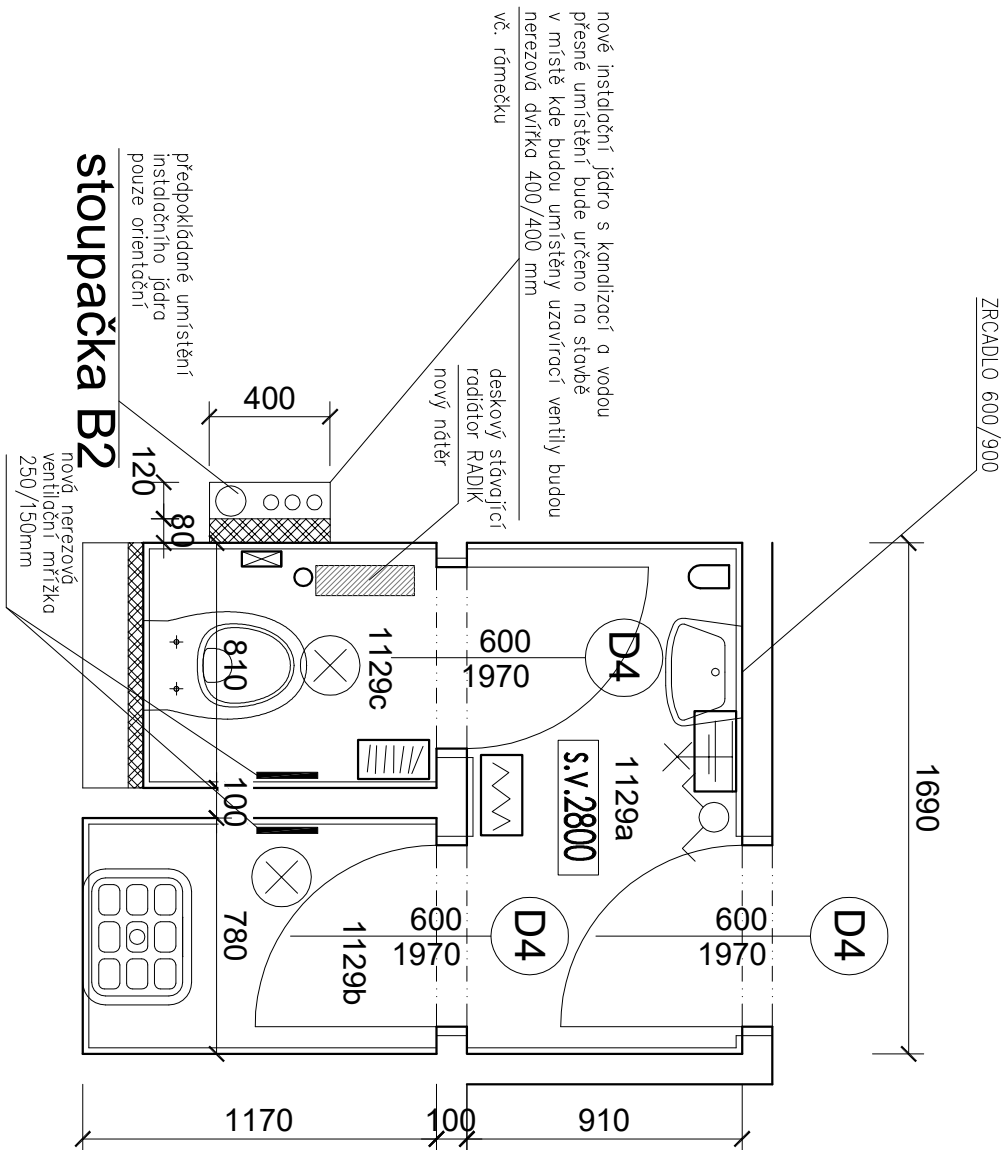 ZRCADLO 600/900
nové instalační jádro s kanalizací a vodou
přesné umístění bude určeno na stavbě
v místě kde budou umístěny uzavírací ventily budou
nerezová dvířka 400/400 mm
vč. rámečku
deskový stávající
radiátor RADIK
nový nátěr
předpokládané umístění
instalačního jádra
pouze orientační
stoupačka B2
nová nerezová
ventilační mřížka
250/150mm
400
120
80
1690
600
1970
D4
1129a
s.v.2800
600
1970
D4
600
1970
D4
1129c
810
100
780
1129b
1170
100
910